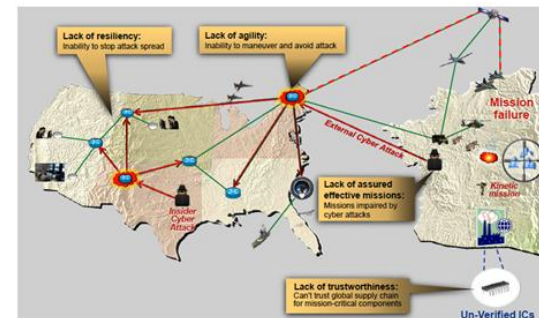 Lack of resiliency:
Inability to stop attack spread
Lack of agility:
Inability to maneuver and avoid attack
Mission
failure
External Cyber Attack
Insider
Cyber
Attack
Lack of assured
effective missions:
Missions impaired by
cyber attacks
Kinetic
mission
Lack of trustworthiness:
Can't trust global supply chain
for mission-critical components
Un-Verified ICs